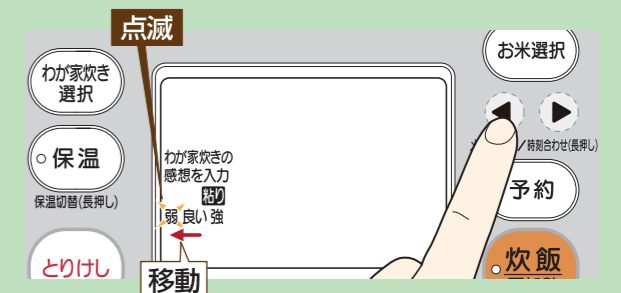 点滅
わが家炊き
選択
保温
保温切替(長押し)
とりけし
わが家炊きの
感想を入力
粘り
弱 良い 強
移動
お米選択
／時刻合わせ(長押し)
予約
炊飯